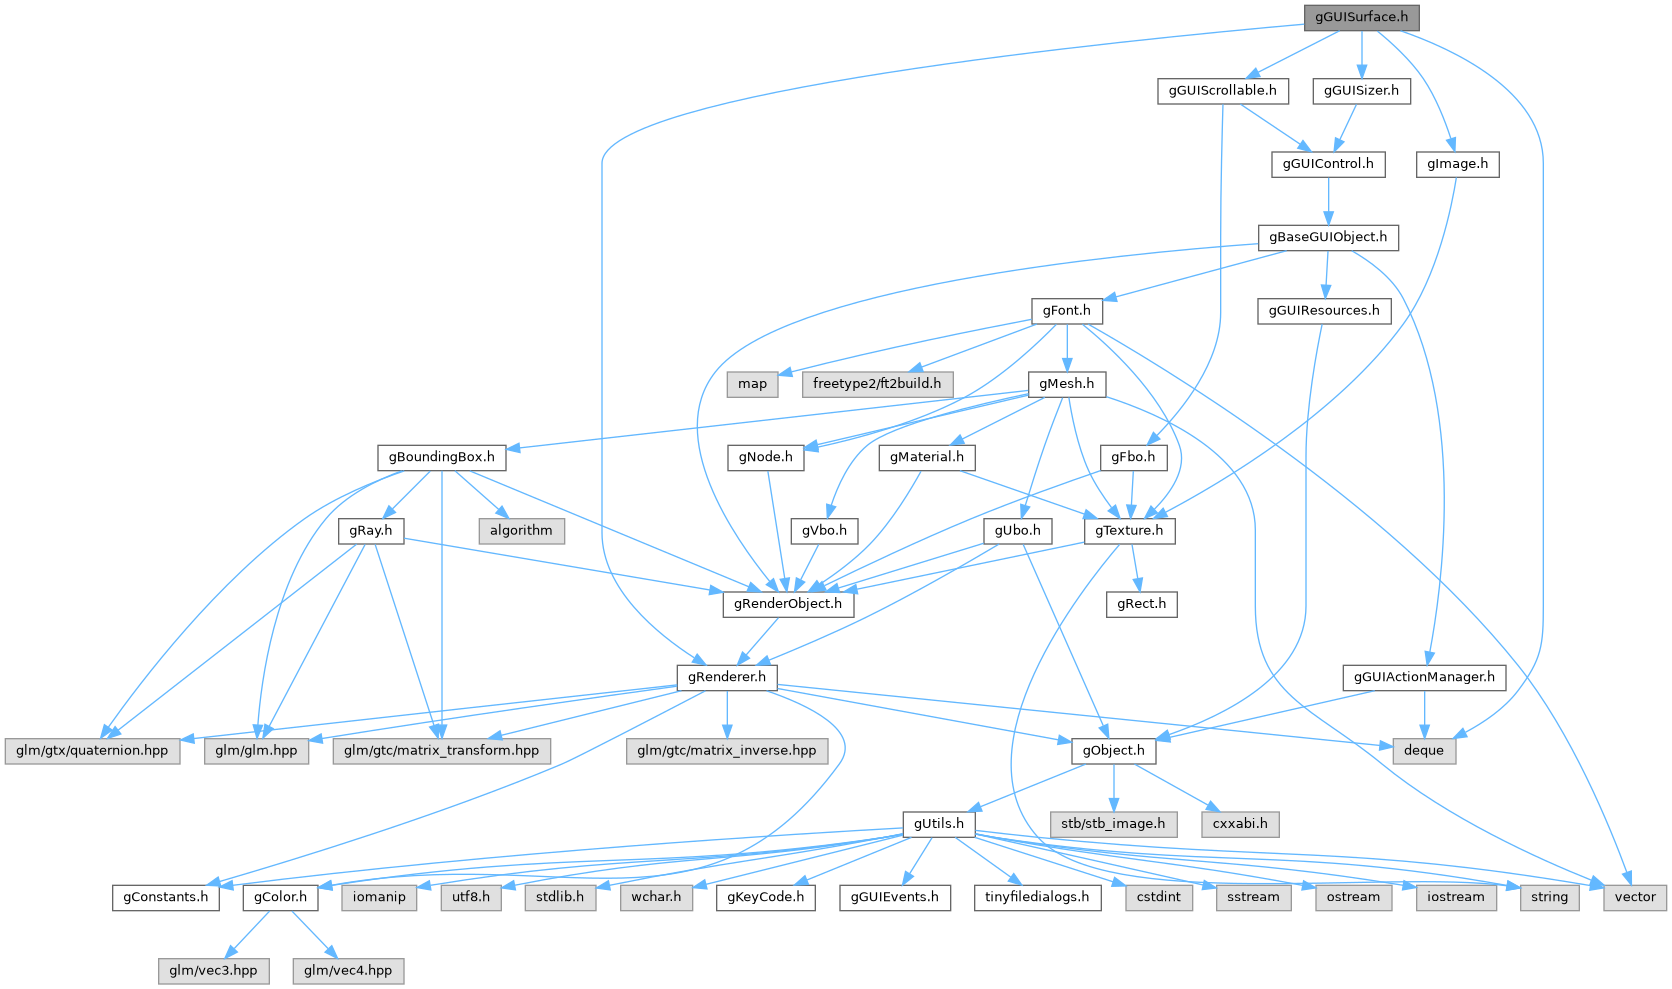 gGUISurface.h
gGUIScrollable.h
gGUISizer.h
gGUIControl.h
gImage.h
gBaseGUIObject.h
gFont.h
gGUIResources.h
map
freetype2/ft2build.h
gMesh.h
gBoundingBox.h
gNode.h
gMaterial.h
gFbo.h
gRay.h
algorithm
gVbo.h
gUbo.h
gTexture.h
gRenderObject.h
gRect.h
gRenderer.h
gGUIActionManager.h
glm/gtx/quaternion.hpp
glm/glm.hpp
glm/gtc/matrix_transform.hpp
glm/gtc/matrix_inverse.hpp
gObject.h
deque
gUtils.h
stb/stb_image.h
cxxabi.h
gConstants.h
gColor.h
iomanip
utf8.h
stdlib.h
wchar.h
gKeyCode.h
gGUIEvents.h
tinyfiledialogs.h
cstdint
sstream
ostream
iostream
string
vector
glm/vec3.hpp
glm/vec4.hpp